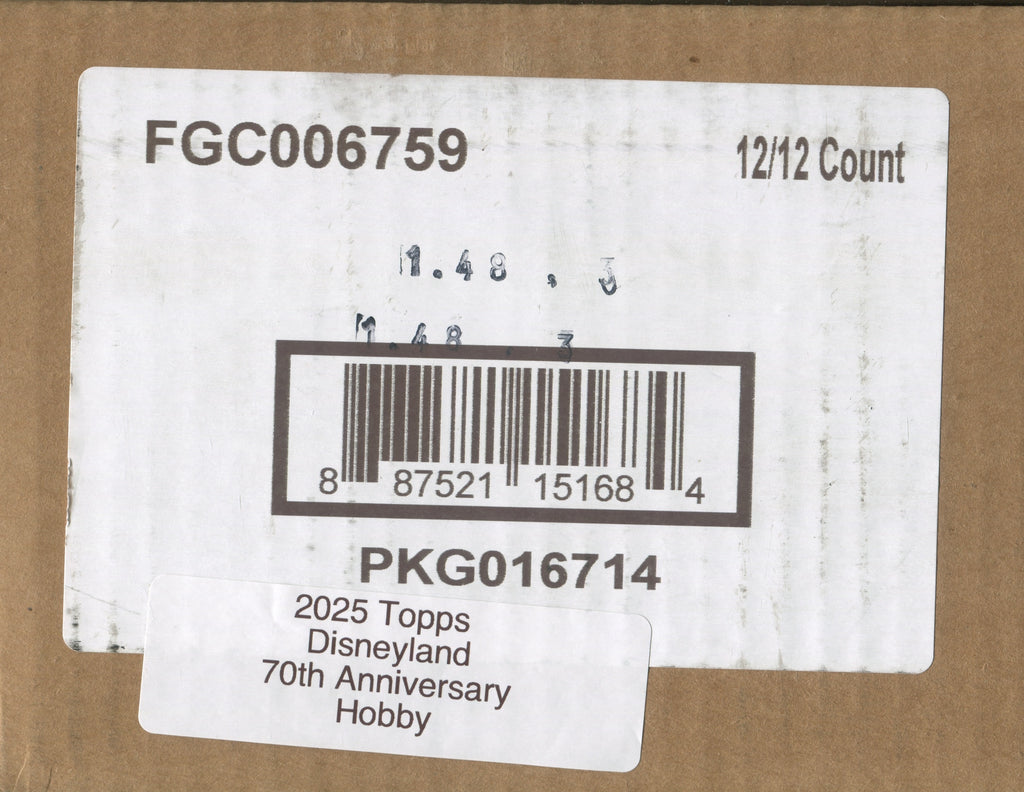 FGC006759
12/12 Count
1.48 . 3
1.48 . 3
8 87521 15168 4
PKG016714
2025 Topps
Disneyland
70th Anniversary
Hobby